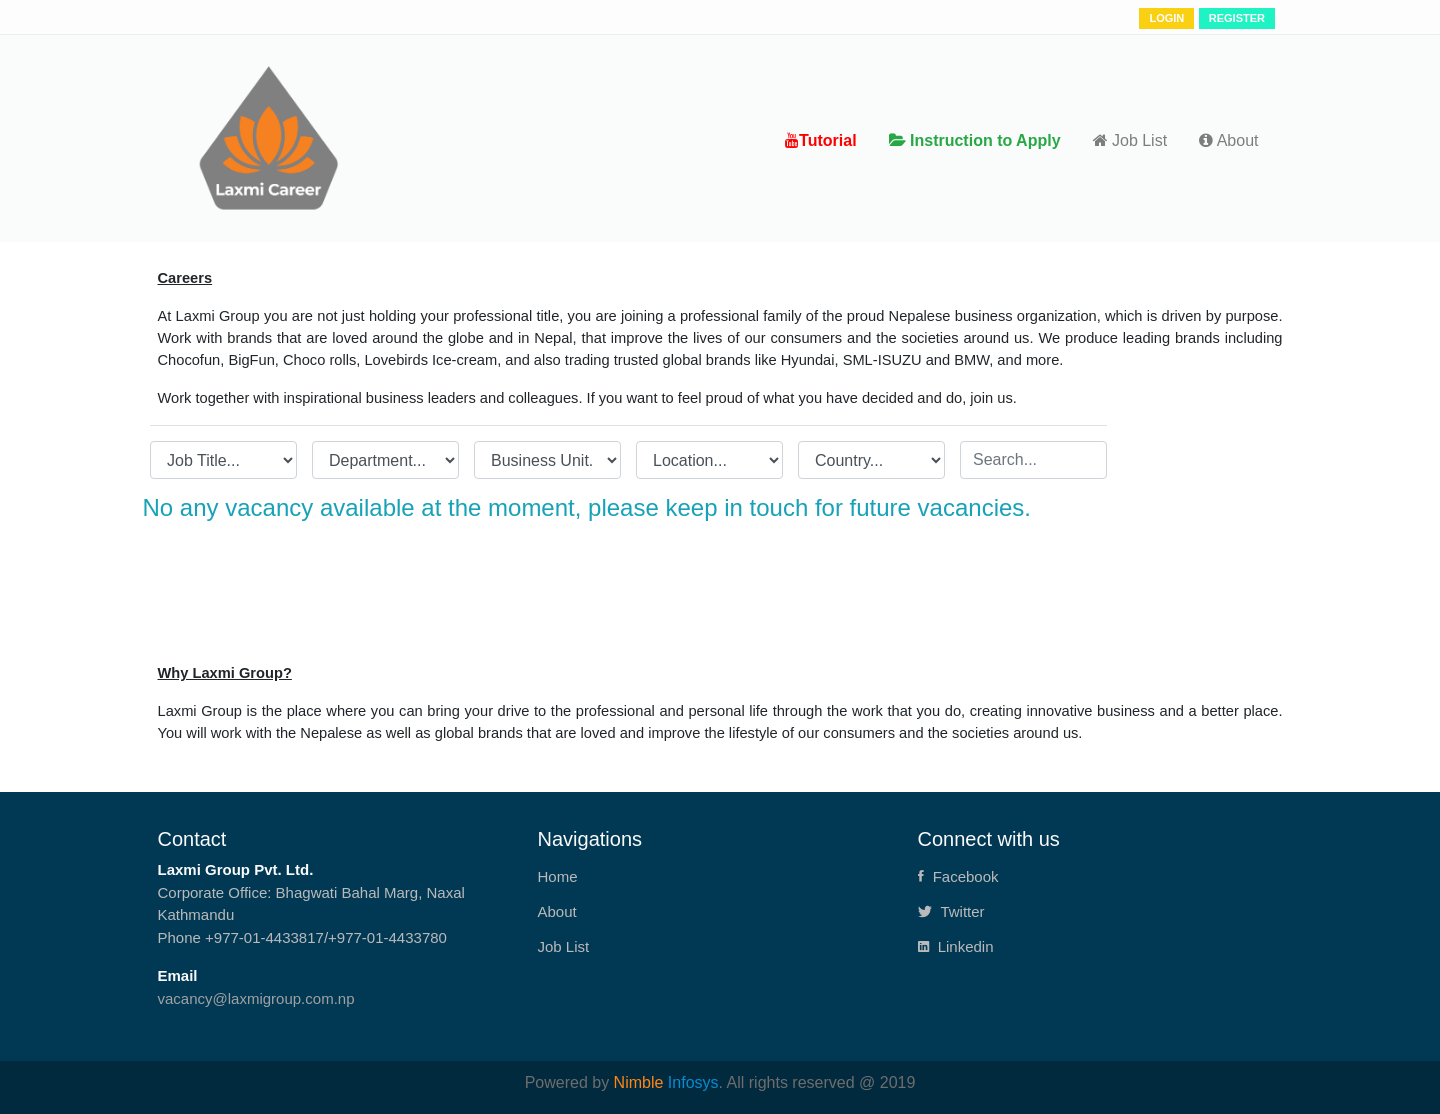 LOGIN REGISTER
Laxmi Career
Tutorial Instruction to Apply Job List About
Careers
At Laxmi Group you are not just holding your professional title, you are joining a professional family of the proud Nepalese business organization, which is driven by purpose.
Work with brands that are loved around the globe and in Nepal, that improve the lives of our consumers and the societies around us. We produce leading brands including
Chocofun, BigFun, Choco rolls, Lovebirds Ice-cream, and also trading trusted global brands like Hyundai, SML-ISUZU and BMW, and more.
Work together with inspirational business leaders and colleagues. If you want to feel proud of what you have decided and do, join us.
Job Title... Department... Business Unit. Location... Country... Search...
No any vacancy available at the moment, please keep in touch for future vacancies.
Why Laxmi Group?
Laxmi Group is the place where you can bring your drive to the professional and personal life through the work that you do, creating innovative business and a better place.
You will work with the Nepalese as well as global brands that are loved and improve the lifestyle of our consumers and the societies around us.
Contact
Laxmi Group Pvt. Ltd.
Corporate Office: Bhagwati Bahal Marg, Naxal
Kathmandu
Phone +977-01-4433817/+977-01-4433780
Email
vacancy@laxmigroup.com.np
Navigations
Home
About
Job List
Connect with us
Facebook
Twitter
Linkedin
Powered by Nimble Infosys. All rights reserved @ 2019